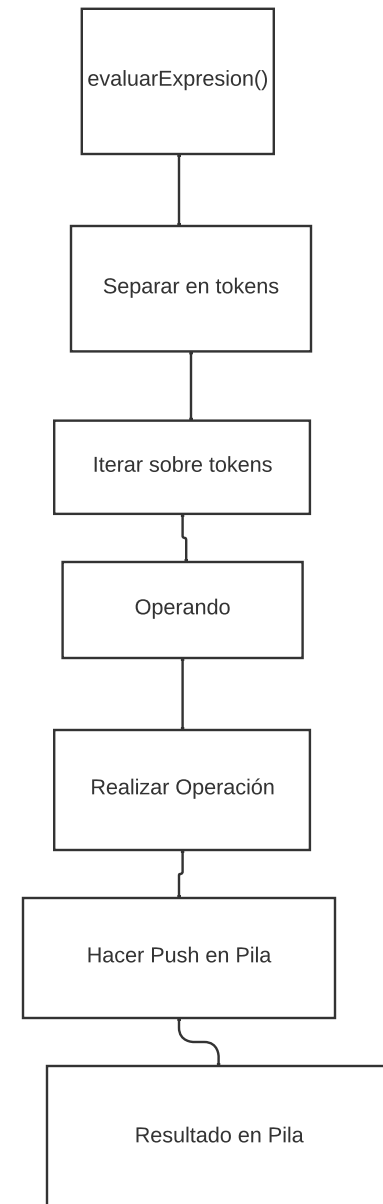 evaluarExpresion()
Separar en tokens
Iterar sobre tokens
Operando
Realizar Operación
Hacer Push en Pila
Resultado en Pila